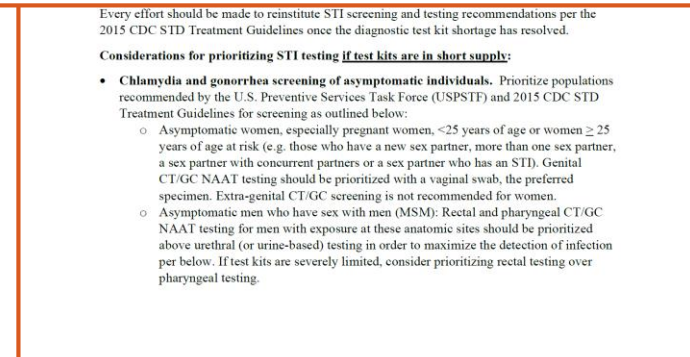 Every effort should be made to reinstitute STI screening and testing recommendations per the
2015 CDC STD Treatment Guidelines once the diagnostic test kit shortage has resolved.
Considerations for prioritizing STI testing if test kits are in short supply:
• Chlamydia and gonorrhea screening of asymptomatic individuals. Prioritize populations
recommended by the U.S. Preventive Services Task Force (USPSTF) and 2015 CDC STD
Treatment Guidelines for screening as outlined below:
o Asymptomatic women, especially pregnant women, <25 years of age or women ≥ 25
years of age at risk (e.g. those who have a new sex partner, more than one sex partner,
a sex partner with concurrent partners or a sex partner who has an STI). Genital
CT/GC NAAT testing should be prioritized with a vaginal swab, the preferred
specimen. Extra-genital CT/GC screening is not recommended for women.
o Asymptomatic men who have sex with men (MSM): Rectal and pharyngeal CT/GC
NAAT testing for men with exposure at these anatomic sites should be prioritized
above urethral (or urine-based) testing in order to maximize the detection of infection
per below. If test kits are severely limited, consider prioritizing rectal testing over
pharyngeal testing.